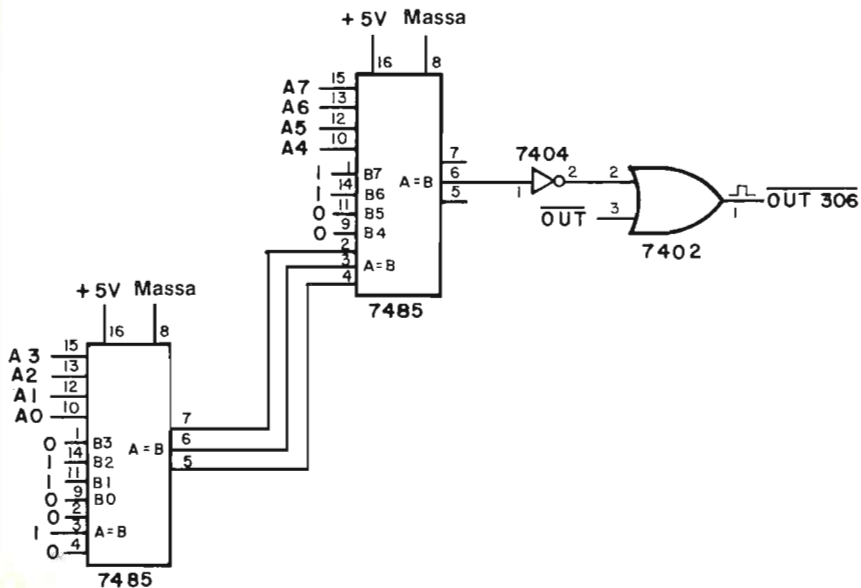 +5V Massa
16 8
A7 15
A6 13
A5 12
A4 10
1 1 B7
1 14 B6
0 11 B5
0 9 B4
2
3 A=B
4
A=B
7
6
5
7485
7404
1 2
2
OUT 3
7402
1 OUT 306
+5V Massa
16 8
A3 15
A2 13
A1 12
A0 10
0 1 B3
1 14 B2
1 11 B1
0 9 B0
0 2
1 3 A=B
0 4
A=B
7
6
5
7485